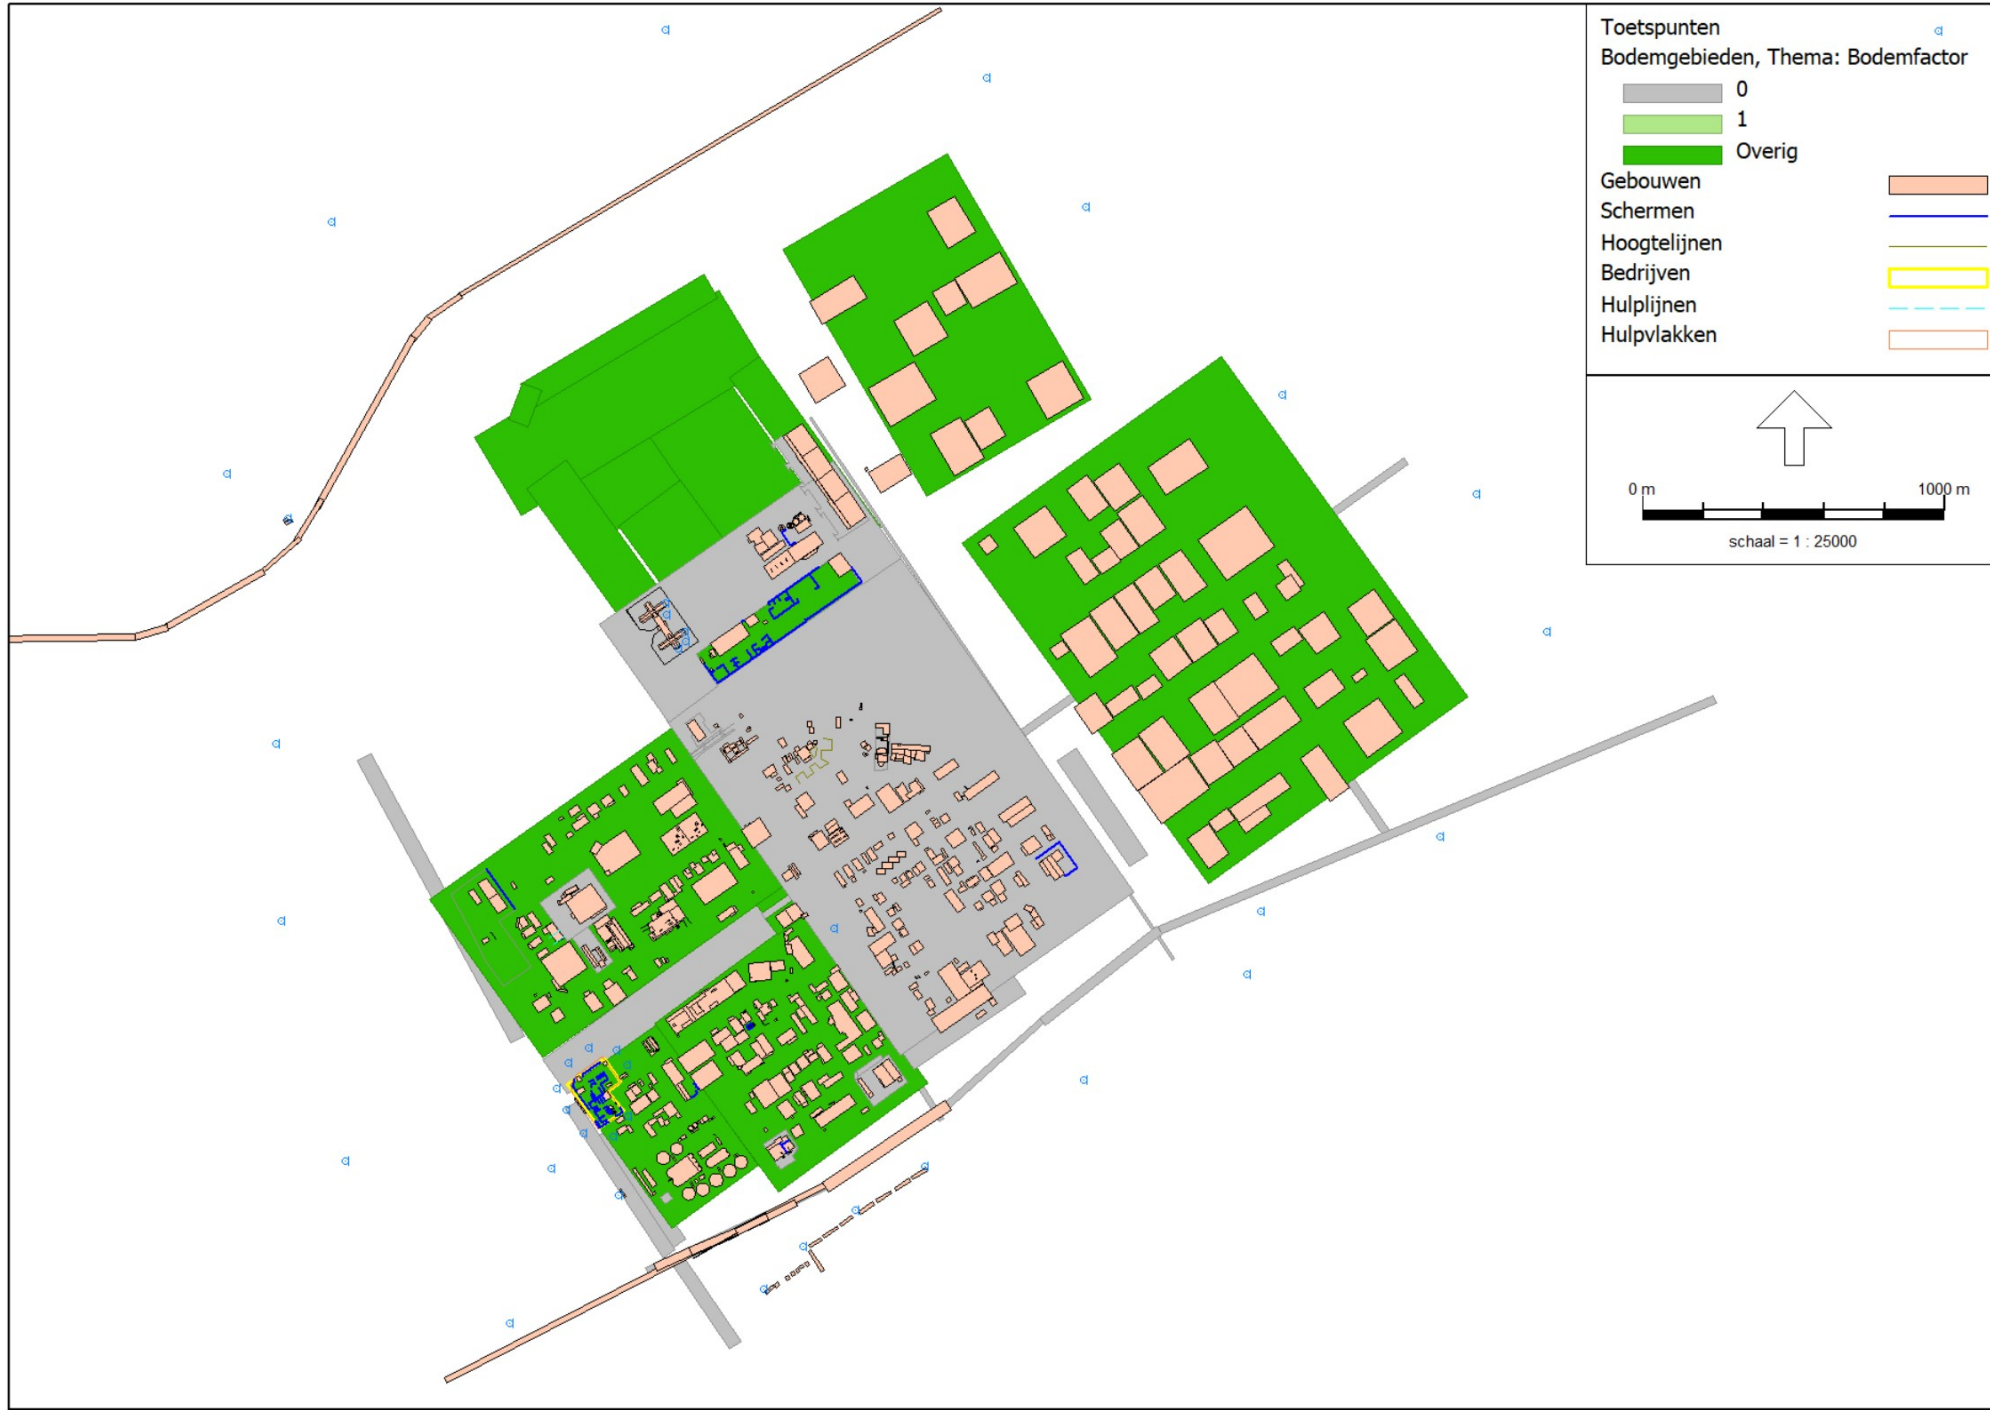 Toetspunten
Bodemgebieden, Thema: Bodemfactor
0
1
Overig
Gebouwen
Schermen
Hoogtelijnen
Bedrijven
Hulplijnen
Hulpvlakken
0 m 1000 m
schaal = 1 : 25000